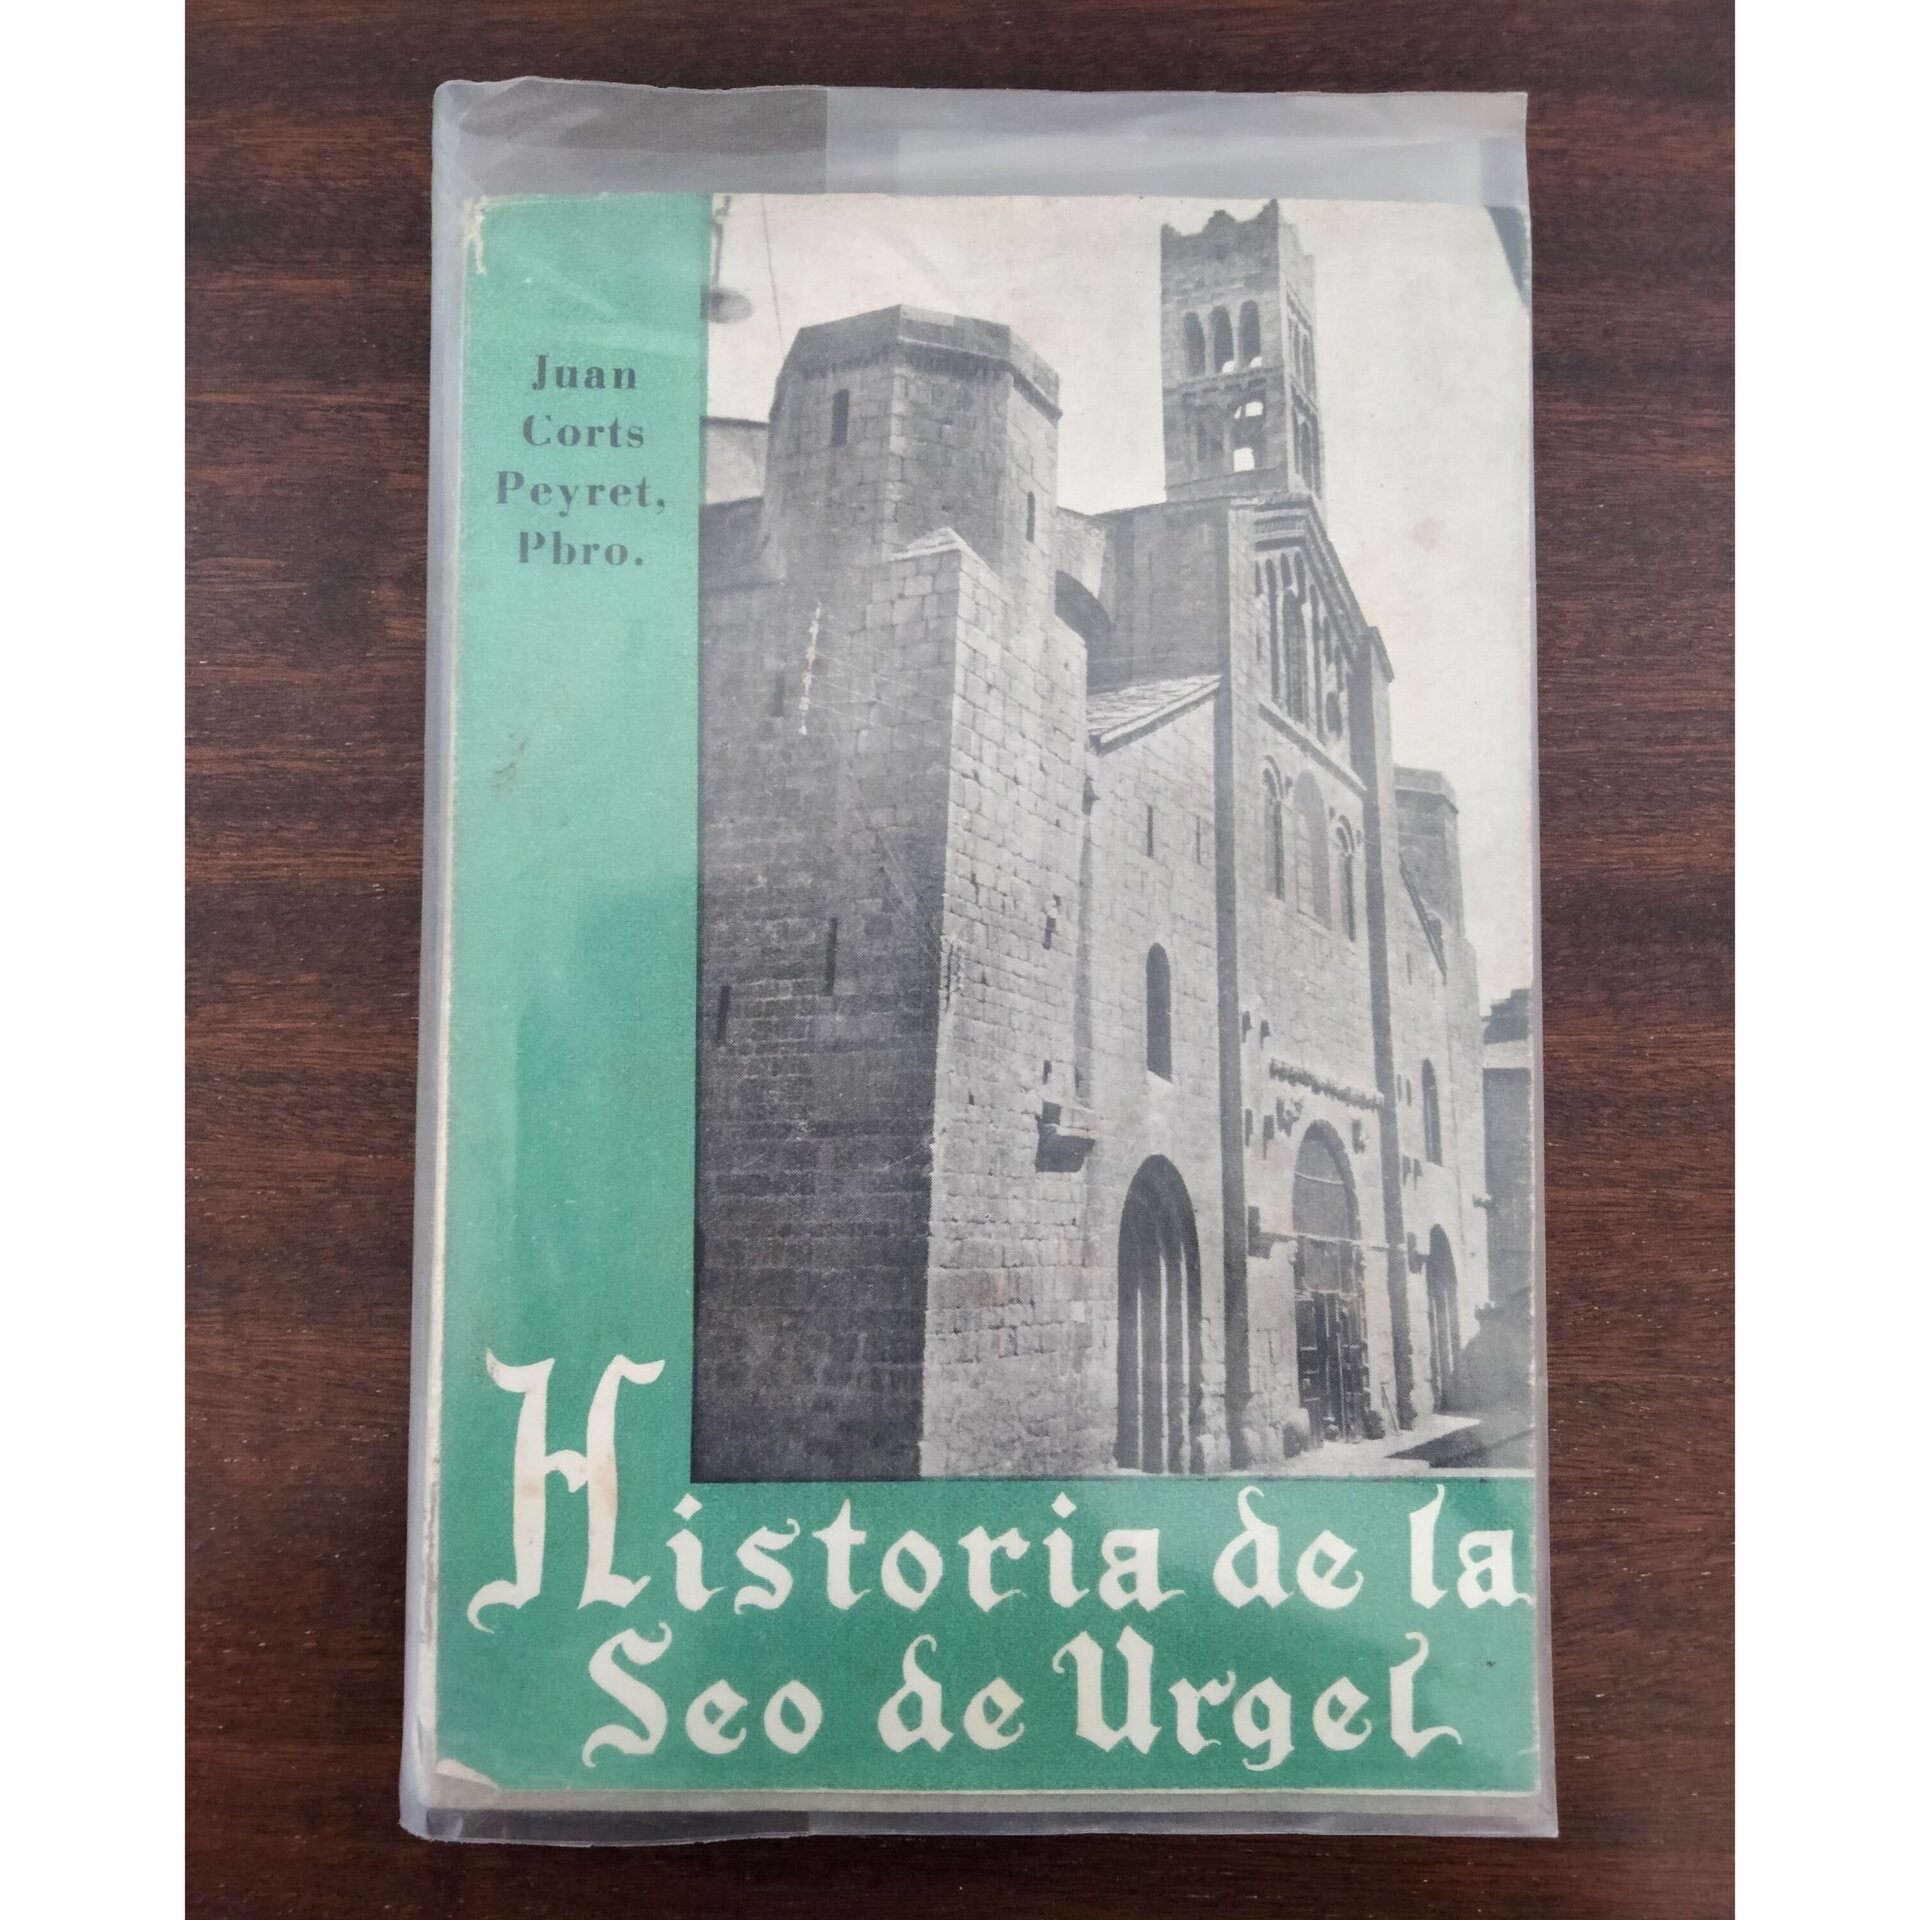 Juan
Corts
Peyret,
Pbro.
Historia de la
Seo de Urgel